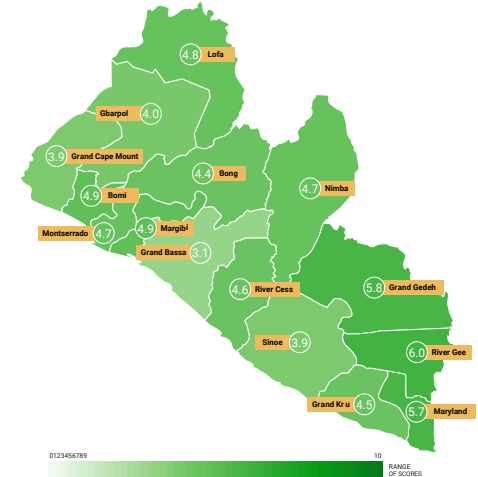 4.8 Lofa
Gbarpol 4.0
3.9 Grand Cape Mount
4.4 Bong
4.7 Nimba
4.9 Bomi
Montserrado 4.7
4.9 Margibi
Grand Bassa 3.1
4.6 River Cess
5.8 Grand Gedeh
Sinoe 3.9
6.0 River Gee
Grand Kru 4.5
5.7 Maryland
0123456789 10
RANGE
OF SCORES